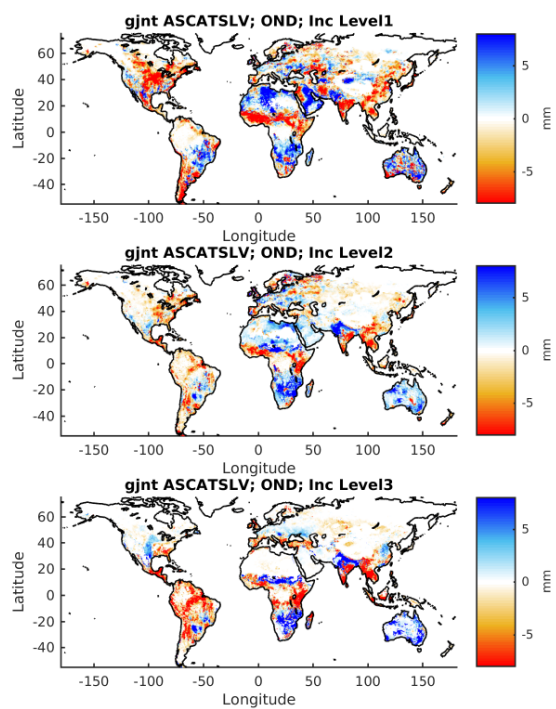 gjnt ASCATSLV; OND; Inc Level1
60
40
20
0
-20
-40
Latitude
-150 -100 -50 0 50 100 150
Longitude
5
0
-5
mm
gjnt ASCATSLV; OND; Inc Level2
60
40
20
0
-20
-40
Latitude
-150 -100 -50 0 50 100 150
Longitude
5
0
-5
mm
gjnt ASCATSLV; OND; Inc Level3
60
40
20
0
-20
-40
Latitude
-150 -100 -50 0 50 100 150
Longitude
5
0
-5
mm